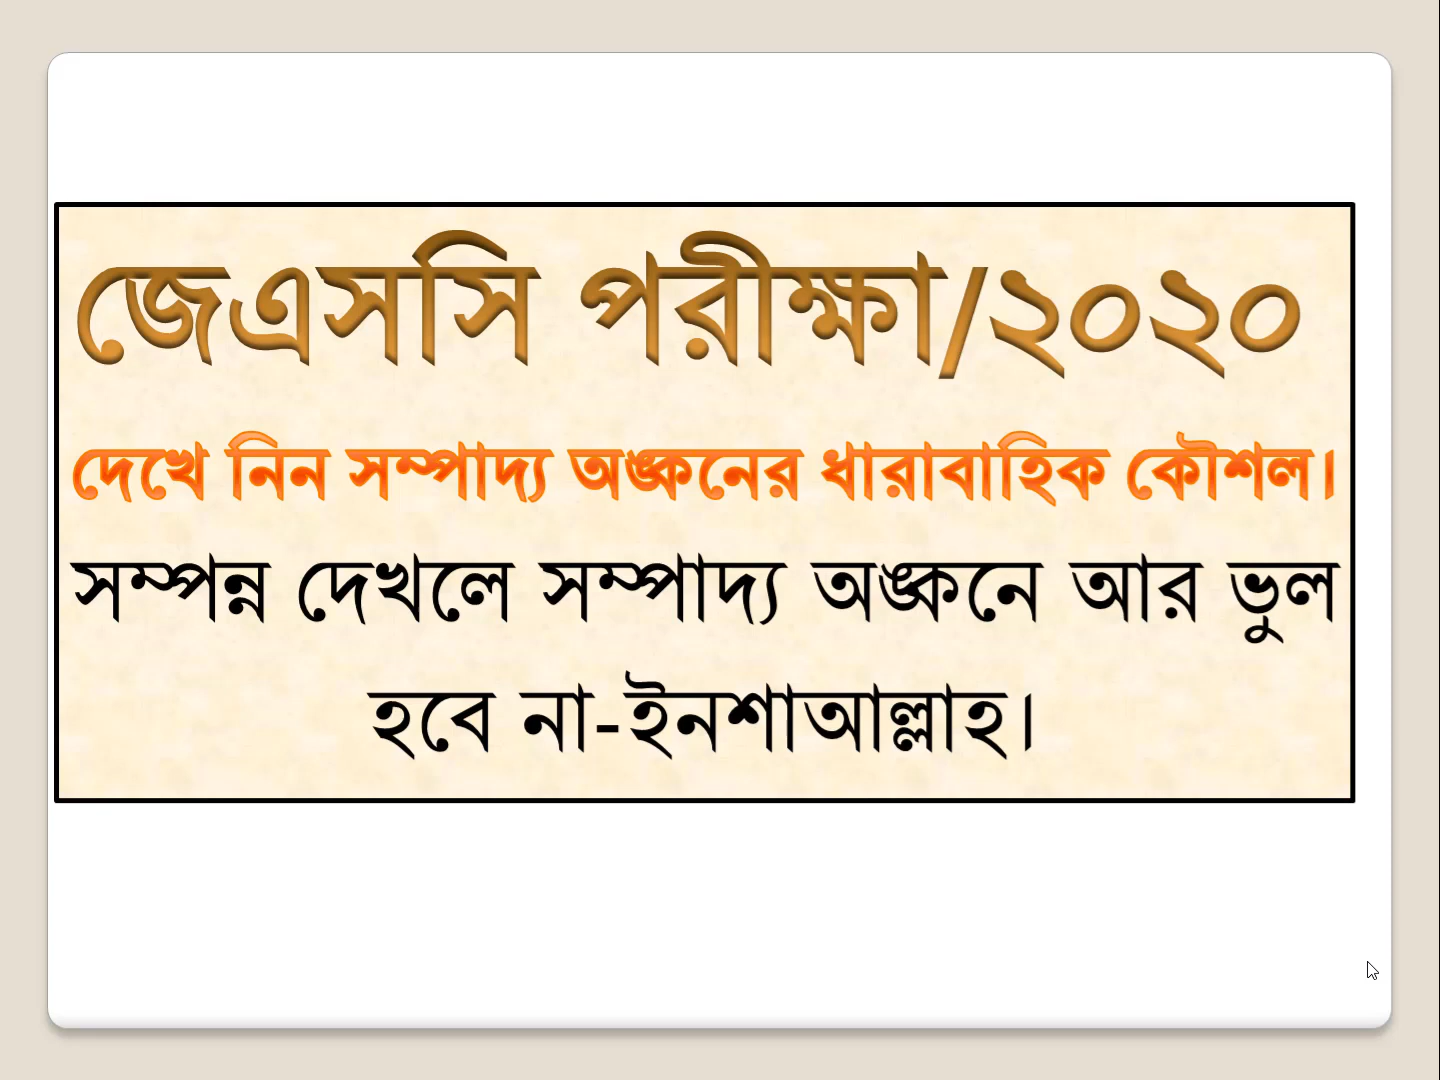 জেএসসি পরীক্ষা/২০২০
দেখে নিন সম্পাদ্য অঙ্কনের ধারাবাহিক কৌশল।
সম্পন্ন দেখলে সম্পাদ্য অঙ্কনে আর ভুল
হবে না-ইনশাআল্লাহ।